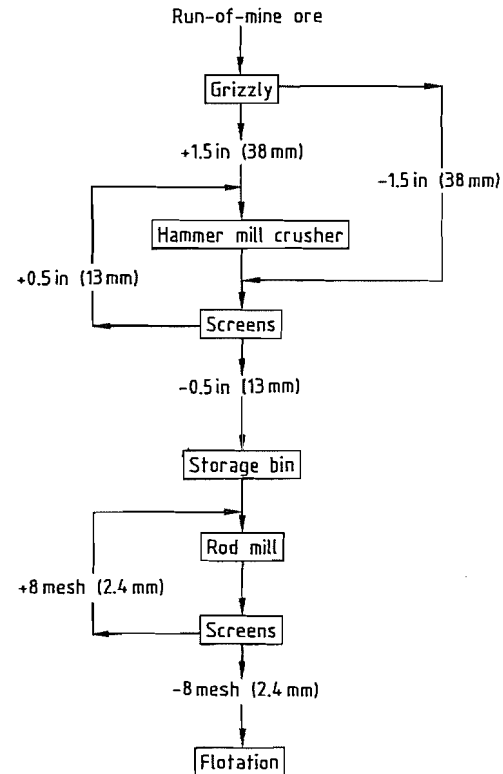 Run-of-mine ore
Grizzly
+1.5 in (38 mm)
-1.5 in (38 mm)
Hammer mill crusher
+0.5 in (13 mm)
Screens
-0.5 in (13 mm)
Storage bin
Rod mill
+8 mesh (2.4 mm)
Screens
-8 mesh (2.4 mm)
Flotation